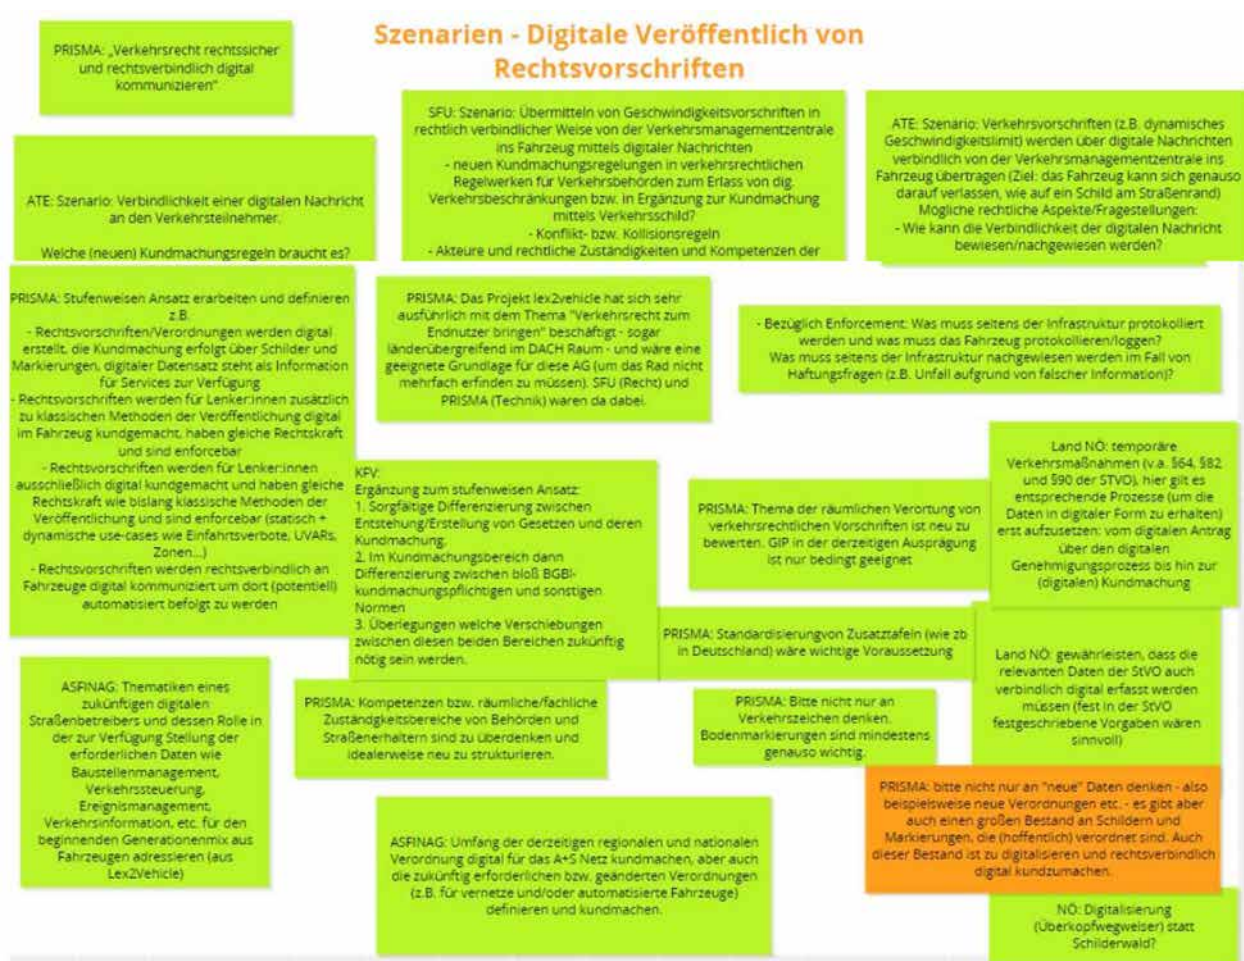 Szenarien - Digitale Veröffentlich von
Rechtsvorschriften
PRISMA: „Verkehrsrecht rechtssicher
und rechtsverbindlich digital
kommunizieren"
ATE: Szenario: Verbindlichkeit einer digitalen Nachricht
an den Verkehrsteilnehmer.
Welche (neuen) Kundmachungsregeln braucht es?
SFU: Szenario: Übermitteln von Geschwindigkeitsvorschriften in
rechtlich verbindlicher Weise von der Verkehrsmanagementzentrale
ins Fahrzeug mittels digitaler Nachrichten
- neuen Kundmachungsregelungen in verkehrsrechtlichen
Regelwerken für Verkehrsbehörden zum Erlass von dig.
Verkehrsbeschränkungen bzw. in Ergänzung zur Kundmachung
mittels Verkehrsschild?
- Konflikt- bzw. Kollisionsregeln
- Akteure und rechtliche Zuständigkeiten und Kompetenzen der
ATE: Szenario: Verkehrsvorschriften (z.B. dynamisches
Geschwindigkeitslimit) werden über digitale Nachrichten
verbindlich von der Verkehrsmanagementzentrale ins
Fahrzeug übertragen (Ziel: das Fahrzeug kann sich genauso
darauf verlassen, wie auf ein Schild am Straßenrand)
Mögliche rechtliche Aspekte/Fragestellungen:
- Wie kann die Verbindlichkeit der digitalen Nachricht
bewiesen/nachgewiesen werden?
PRISMA: Stufenweisen Ansatz erarbeiten und definieren
z.B.
- Rechtsvorschriften/Verordnungen werden digital
erstellt, die Kundmachung erfolgt über Schilder und
Markierungen, digitaler Datensatz steht als Information
für Services zur Verfügung
- Rechtsvorschriften werden für Lenker:innen zusätzlich
zu klassischen Methoden der Veröffentlichung digital
im Fahrzeug kundgemacht, haben gleiche Rechtskraft
und sind enforcebar
- Rechtsvorschriften werden für Lenker:innen
ausschließlich digital kundgemacht und haben gleiche
Rechtskraft wie bislang klassische Methoden der
Veröffentlichung und sind enforcebar (statisch +
dynamische use-cases wie Einfahrtsverbote, UVARs,
Zonen...)
- Rechtsvorschriften werden rechtverbindlich an
Fahrzeuge digital kommuniziert um dort (potentiell)
automatisiert befolgt zu werden
PRISMA: Das Projekt lex2vehicle hat sich sehr
ausführlich mit dem Thema "Verkehrsrecht zum
Endnutzer bringen" beschäftigt - sogar
länderübergreifend im DACH Raum - und wäre eine
geeignete Grundlage für diese AG (um das Rad nicht
mehrfach erfinden zu müssen). SFU (Recht) und
PRISMA (Technik) waren da dabei.
- Bezüglich Enforcement: Was muss seitens der Infrastruktur protokolliert
werden und was muss das Fahrzeug protokollieren/loggen?
Was muss seitens der Infrastruktur nachgewiesen werden im Fall von
Haftungsfragen (z.B. Unfall aufgrund von falscher Information)?
KFV:
Ergänzung zum stufenweisen Ansatz:
1. Sorgfältige Differenzierung zwischen
Entstehung/Erstellung von Gesetzen und deren
Kundmachung.
2. Im Kundmachungsbereich dann
Differenzierung zwischen bloß BGBl-
kundmachungspflichtigen und sonstigen
Normen
3. Überlegungen welche Verschiebungen
zwischen diesen beiden Bereichen zukünftig
nötig sein werden.
PRISMA: Thema der räumlichen Verortung von
verkehrsrechtlichen Vorschriften ist neu zu
bewerten. GIP in der derzeitigen Ausprägung
ist nur bedingt geeignet
Land NÖ: temporäre
Verkehrsmaßnahmen (v.a. §64, §82
und §90 der STVO), hier gilt es
entsprechende Prozesse (um die
Daten in digitaler Form zu erhalten)
erst aufzusetzen: vom digitalen Antrag
über den digitalen
Genehmigungsprozess bis hin zur
(digitalen) Kundmachung
PRISMA: Standardisierungvon Zusatztafeln (wie zb
in Deutschland) wäre wichtige Voraussetzung
Land NÖ: gewährleisten, dass die
relevanten Daten der StVO auch
verbindlich digital erfasst werden
müssen (fest in der StVO
festgeschriebene Vorgaben wären
sinnvoll)
ASFINAG: Thematiken eines
zukünftigen digitalen
Straßenbetreibers und dessen Rolle in
der zur Verfügung Stellung der
erforderlichen Daten wie
Baustellenmanagement,
Verkehrssteuerung,
Ereignismanagement,
Verkehrsinformation, etc. für den
beginnenden Generationenmix aus
Fahrzeugen adressieren (aus
Lex2Vehicle)
PRISMA: Kompetenzen bzw. räumliche/fachliche
Zuständgkeitsbereiche von Behörden und
Straßenerhaltern sind zu überdenken und
idealerweise neu zu strukturieren.
PRISMA: Bitte nicht nur an
Verkehrszeichen denken.
Bodenmarkierungen sind mindestens
genauso wichtig.
PRISMA: bitte nicht nur an "neue" Daten denken - also
beispielsweise neue Verordnungen etc. - es gibt aber
auch einen großen Bestand an Schildern und
Markierungen, die (hoffentlich) verordnet sind. Auch
dieser Bestand ist zu digitalisieren und rechtsverbindlich
digital kundzumachen.
ASFINAG: Umfang der derzeitigen regionalen und nationalen
Verordnung digital für das A+S Netz kundmachen, aber auch
die zukünftig erforderlichen bzw. geänderten Verordnungen
(z.B. für vernetze und/oder automatisierte Fahrzeuge)
definieren und kundmachen.
NÖ: Digitalisierung
(Überkopfwegweiser) statt
Schilderwald?